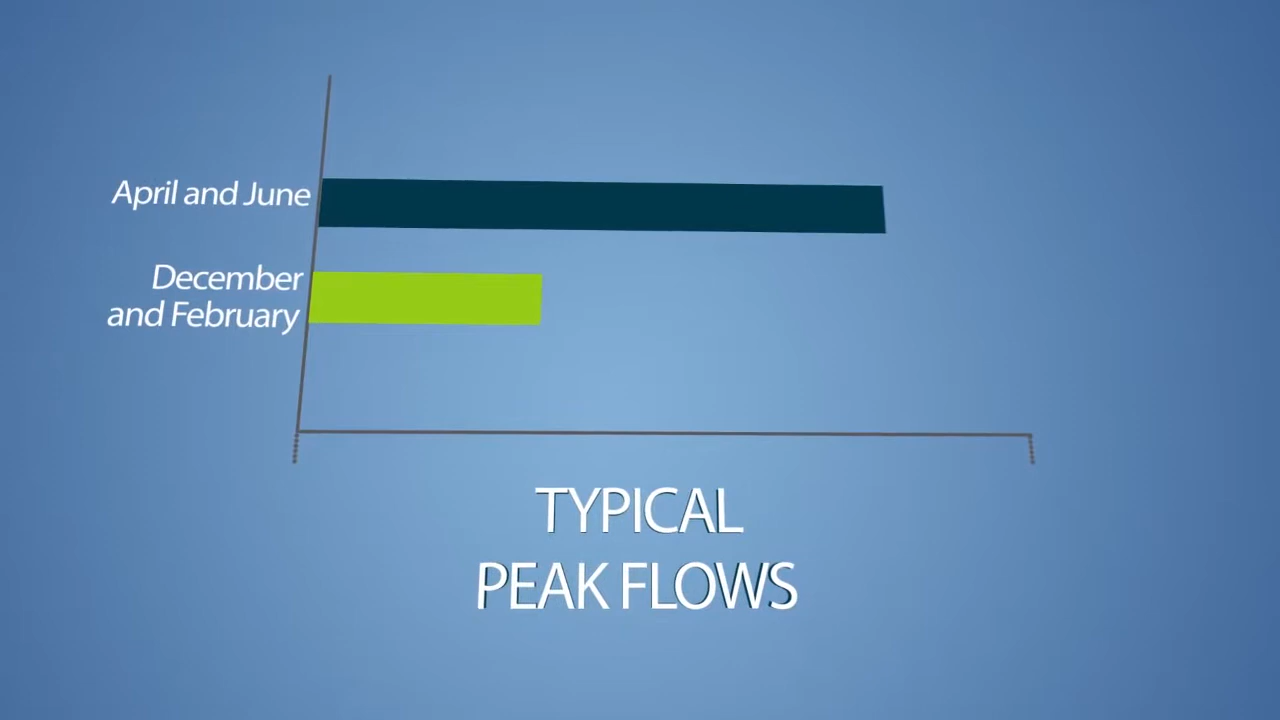 April and June
December
and February
TYPICAL
PEAK FLOWS